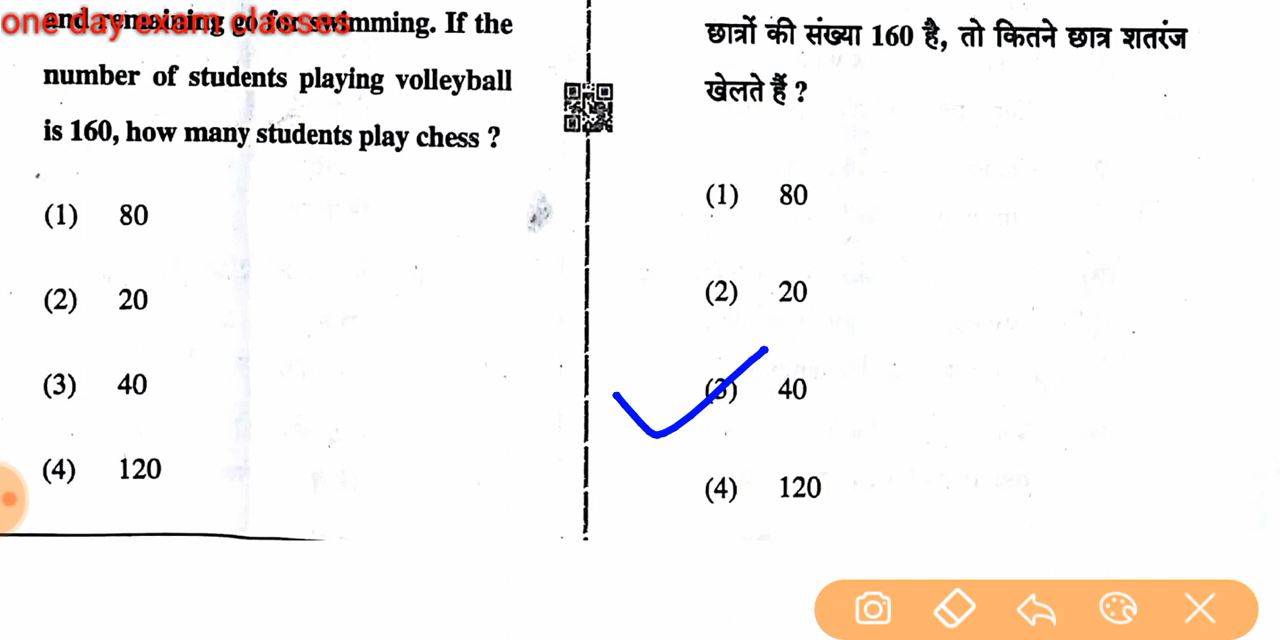 one day exam classes
and remaining go for swimming. If the
number of students playing volleyball
is 160, how many students play chess ?
(1) 80
(2) 20
(3) 40
(4) 120
छात्रों की संख्या 160 है, तो कितने छात्र शतरंज
खेलते हैं ?
(1) 80
(2) 20
(3) 40
(4) 120